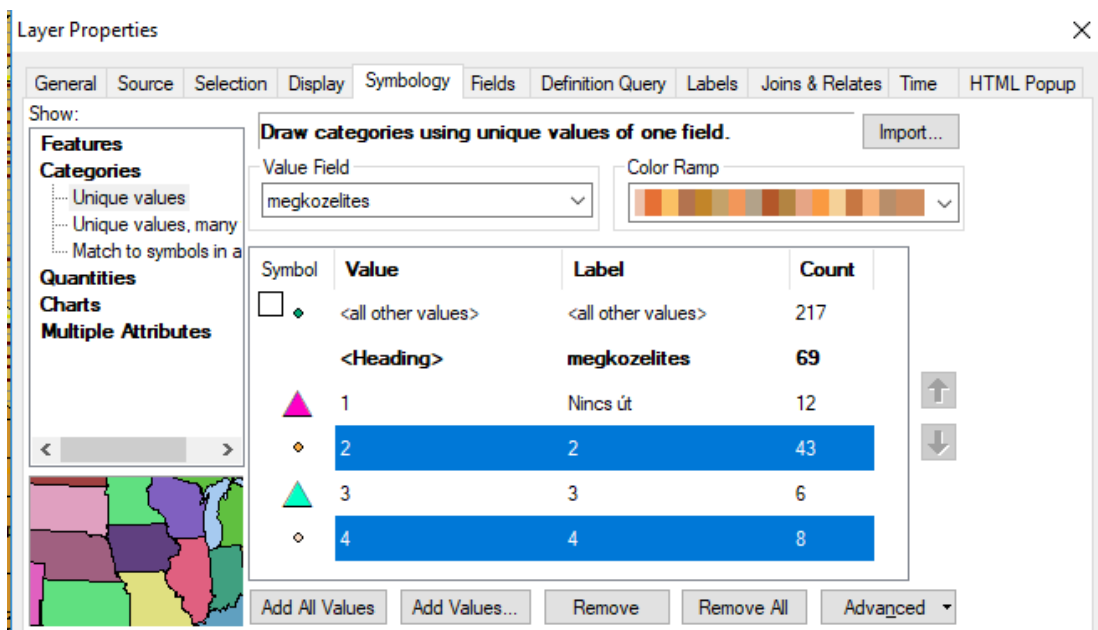 Layer Properties
General Source Selection Display Symbology Fields Definition Query Labels Joins & Relates Time HTML Popup
Show:
Features
Categories
Unique values
Unique values, many
Match to symbols in a
Quantities
Charts
Multiple Attributes
Draw categories using unique values of one field.
Import...
Value Field
megkozelites
Color Ramp
Symbol Value Label Count
<all other values> <all other values> 217
<Heading> megkozelites 69
1 Nincs út 12
2 2 43
3 3 6
4 4 8
Add All Values Add Values... Remove Remove All Advanced